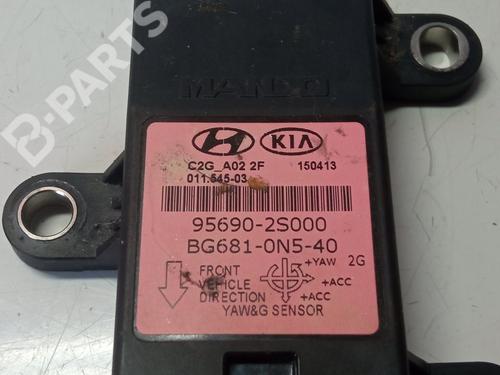 B-PARTS
MANDO
KIA
C2G_A02 2F 150413
011.545-03
95690-2S000
BG681-0N5-40
FRONT VEHICLE DIRECTION
+YAW 2G
+ACC
+ACC
YAW&G SENSOR